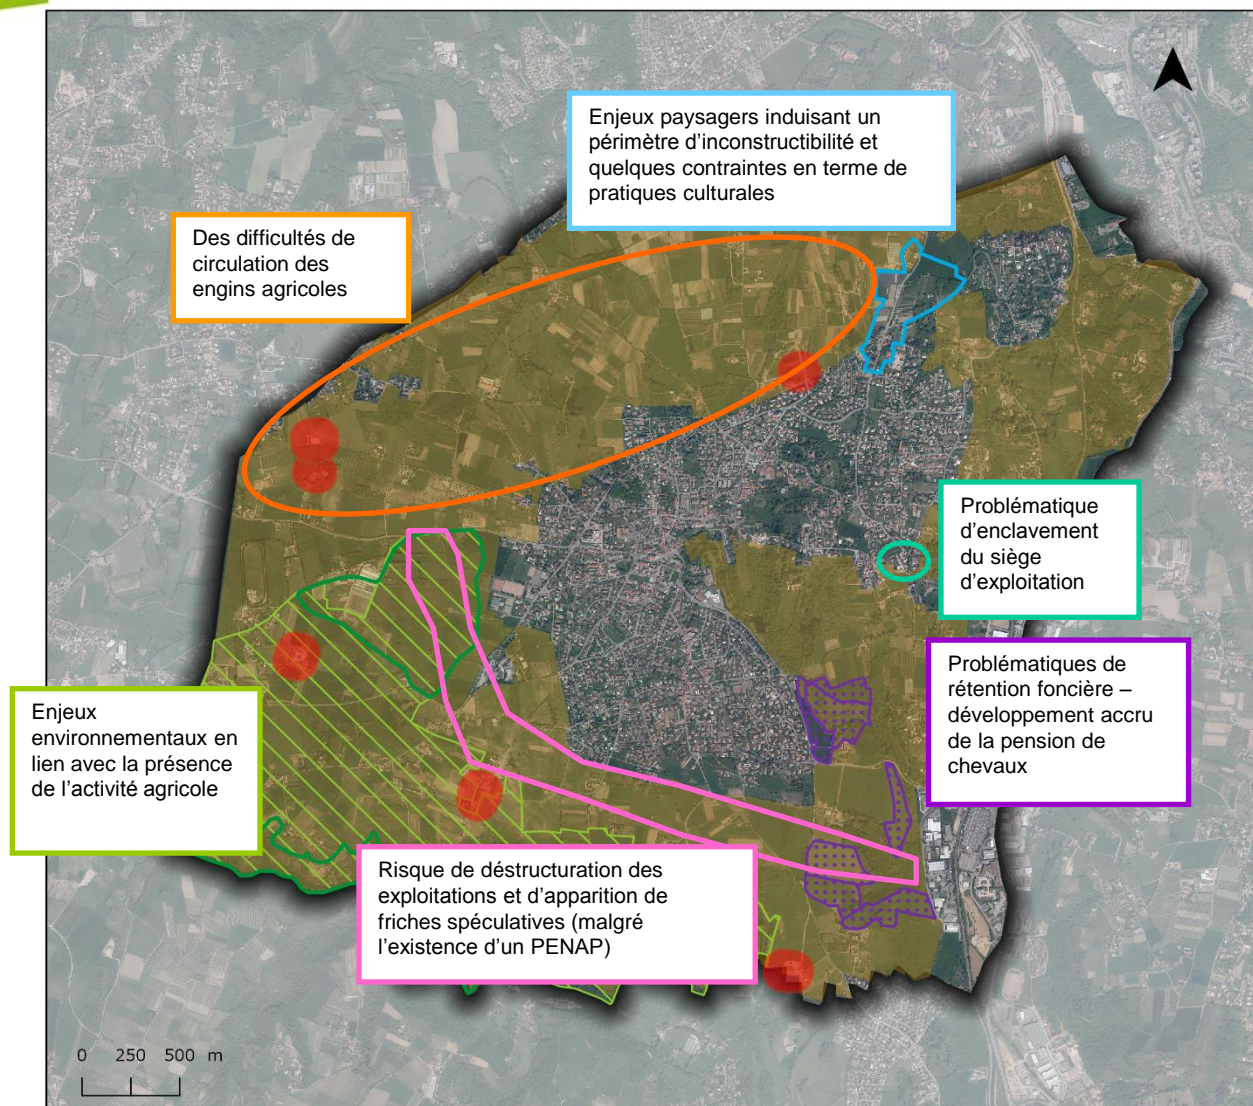 Enjeux paysagers induisant un
périmètre d’inconstructibilité et
quelques contraintes en terme de
pratiques culturales
Des difficultés de
circulation des
engins agricoles
Problématique
d’enclavement
du siège
d’exploitation
Problématiques de
rétention foncière –
développement accru
de la pension de
chevaux
Enjeux
environnementaux en
lien avec la présence
de l’activité agricole
Risque de déstructuration des
exploitations et d’apparition de
friches spéculatives (malgré
l’existence d’un PENAP)
0 250 500 m